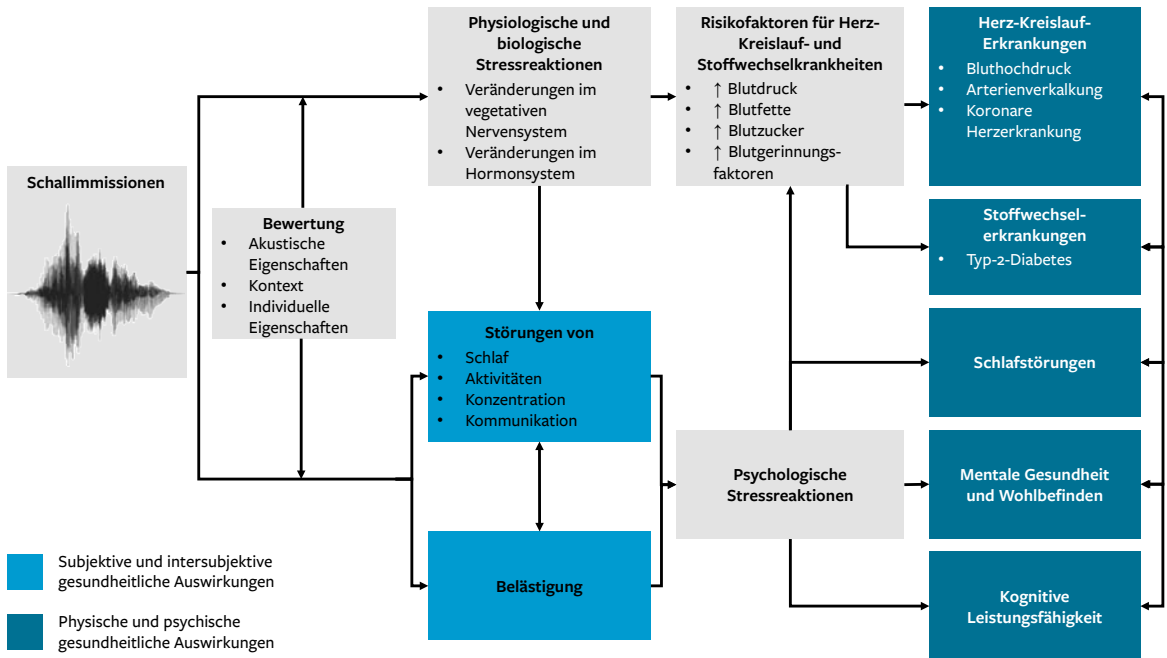 Schallimmissionen
Bewertung
• Akustische
Eigenschaften
• Kontext
• Individuelle
Eigenschaften
Physiologische und
biologische
Stressreaktionen
• Veränderungen im
vegetativen
Nervensystem
• Veränderungen im
Hormonsystem
Störungen von
• Schlaf
• Aktivitäten
• Konzentration
• Kommunikation
Belästigung
Risikofaktoren für Herz-
Kreislauf- und
Stoffwechselkrankheiten
• ↑ Blutdruck
• ↑ Blutfette
• ↑ Blutzucker
• ↑ Blutgerinnungs-
faktoren
Psychologische
Stressreaktionen
Herz-Kreislauf-
Erkrankungen
• Bluthochdruck
• Arterienverkalkung
• Koronare
Herzerkrankung
Stoffwechsel-
erkrankungen
• Typ-2-Diabetes
Schlafstörungen
Mentale Gesundheit
und Wohlbefinden
Kognitive
Leistungsfähigkeit
Subjektive und intersubjektive
gesundheitliche Auswirkungen
Physische und psychische
gesundheitliche Auswirkungen